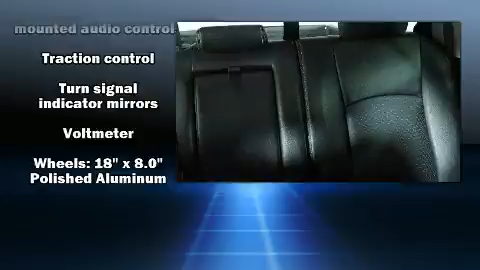 mounted audio control
Traction control
Turn signal
indicator mirrors
Voltmeter
Wheels: 18" x 8.0"
Polished Aluminum